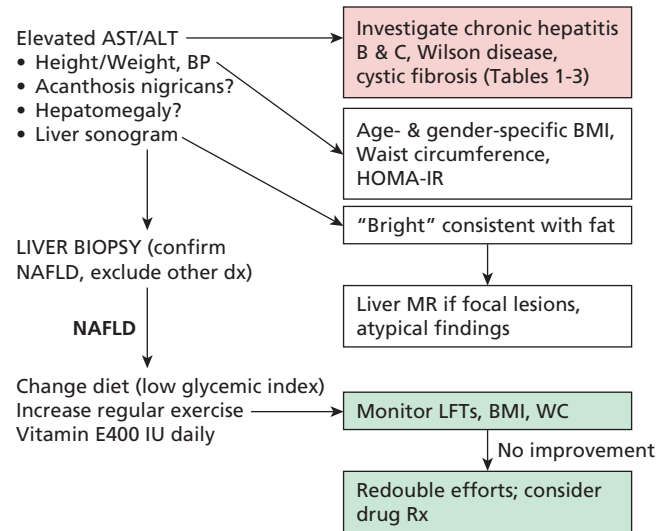 Elevated AST/ALT
• Height/Weight, BP
• Acanthosis nigricans?
• Hepatomegaly?
• Liver sonogram
Investigate chronic hepatitis
B & C, Wilson disease,
cystic fibrosis (Tables 1-3)
Age- & gender-specific BMI,
Waist circumference,
HOMA-IR
“Bright” consistent with fat
LIVER BIOPSY (confirm
NAFLD, exclude other dx)
Liver MR if focal lesions,
atypical findings
NAFLD
Change diet (low glycemic index)
Increase regular exercise
Vitamin E400 IU daily
Monitor LFTs, BMI, WC
No improvement
Redouble efforts; consider
drug Rx